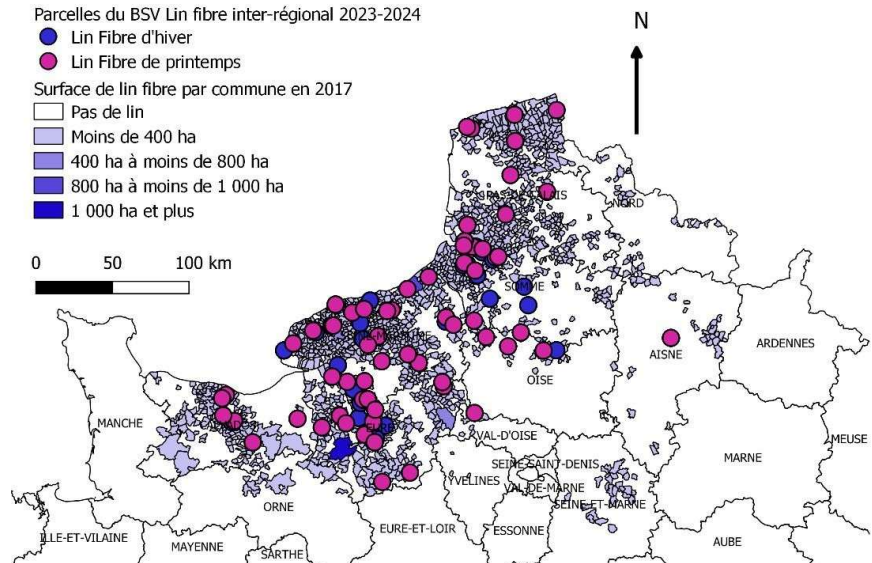 Parcelles du BSV Lin fibre inter-régional 2023-2024
Lin Fibre d'hiver
Lin Fibre de printemps
Surface de lin fibre par commune en 2017
Pas de lin
Moins de 400 ha
400 ha à moins de 800 ha
800 ha à moins de 1 000 ha
1 000 ha et plus
0 50 100 km
N
NORD
SOMME
AISNE
ARDENNES
OISE
MANCHE
EURE
VAL-D'OISE
MEUSE
MARNE
SEINE-SAINT-DENIS
YVELINES
VAL-DE-MARNE
SEINE-ET-MARNE
ORNE
EURE-ET-LOIR
ESSONNE
ILLE-ET-VILAINE
MAYENNE
SARTHE
AUBE